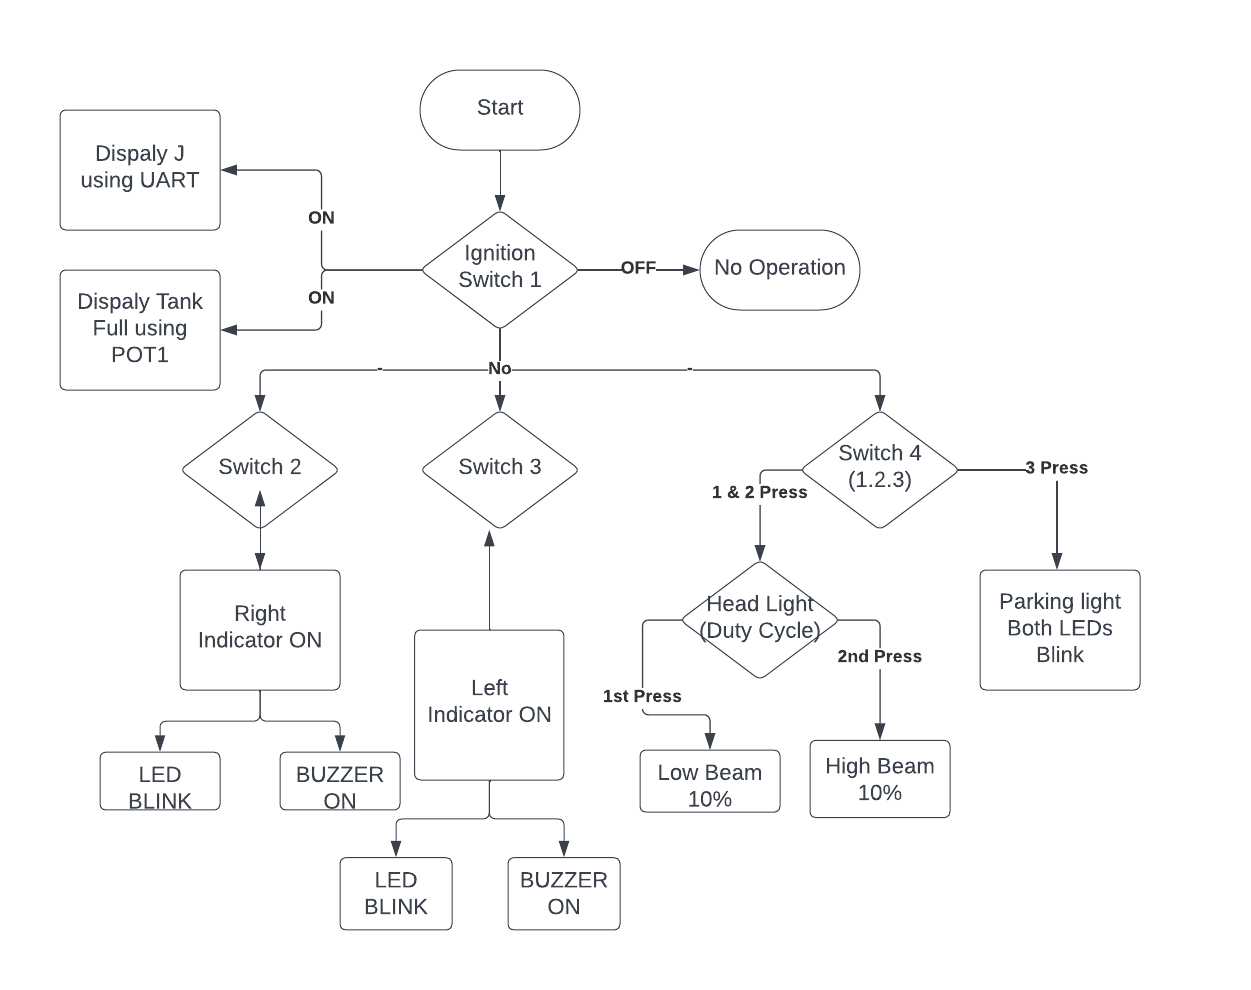 Start
Dispaly J
using UART
ON
Ignition
Switch 1
OFF
No Operation
ON
Dispaly Tank
Full using
POT1
-
No
-
Switch 2
Switch 3
Switch 4
(1.2.3)
3 Press
1 & 2 Press
Right
Indicator ON
Head Light
(Duty Cycle)
Parking light
Both LEDs
Blink
2nd Press
1st Press
Left
Indicator ON
LED
BLINK
BUZZER
ON
Low Beam
10%
High Beam
10%
LED
BLINK
BUZZER
ON